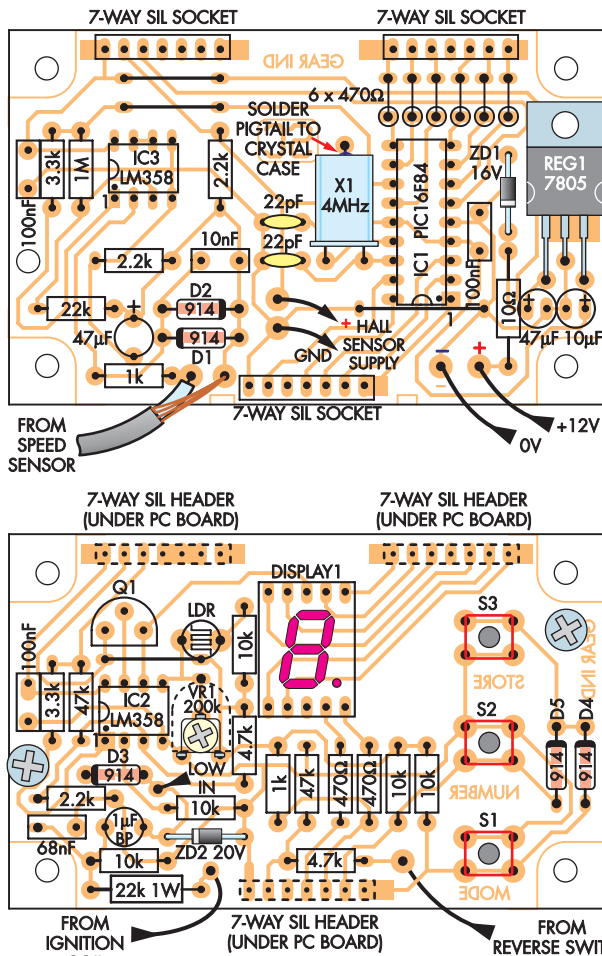 7-WAY SIL SOCKET
7-WAY SIL SOCKET
GEAR IND
6 x 470Ω
SOLDER
PIGTAIL TO
CRYSTAL
CASE
ZD1
16V
REG1
7805
100nF
3.3k
1M
IC3
LM358
1
2.2k
X1
4MHz
IC1 PIC16F84
1
22pF
22pF
100nF
2.2k
10nF
22k
47µF
+
D2
914
914
D1
1k
+ HALL
SENSOR
SUPPLY
GND
10Ω
+
47µF
+
10µF
–
+
7-WAY SIL SOCKET
FROM
SPEED
SENSOR
+12V
0V
7-WAY SIL HEADER
(UNDER PC BOARD)
7-WAY SIL HEADER
(UNDER PC BOARD)
Q1
LDR
DISPLAY1
8.
10k
S3
STORE
GEAR IND
100nF
3.3k
47k
IC2
LM358
1
VR1
200k
4.7k
S2
NUMBER
D5
914
D4
914
D3
914
LOW
IN
2.2k
10k
1k
47k
470Ω
470Ω
10k
10k
68nF
1µF
BP
ZD2 20V
10k
4.7k
S1
MODE
22k 1W
FROM
IGNITION
7-WAY SIL HEADER
(UNDER PC BOARD)
FROM
REVERSE SWIT